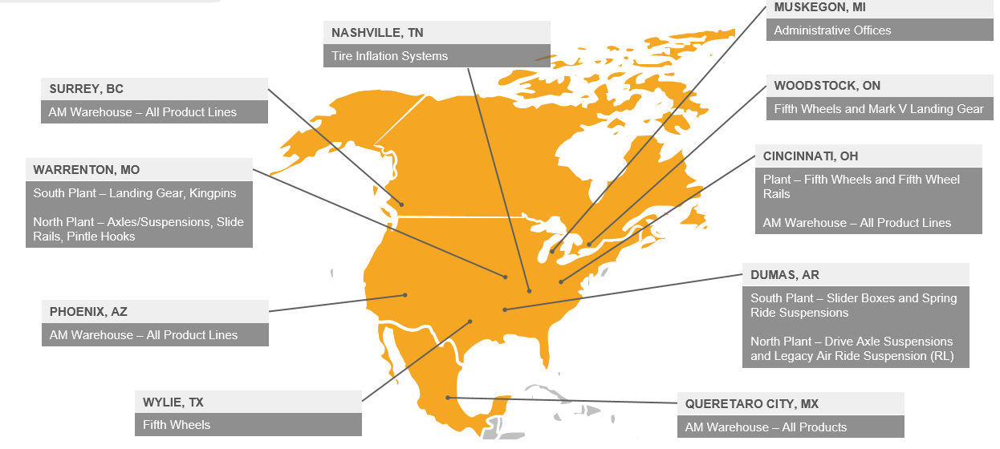 MUSKEGON, MI
Administrative Offices
NASHVILLE, TN
Tire Inflation Systems
SURREY, BC
AM Warehouse – All Product Lines
WOODSTOCK, ON
Fifth Wheels and Mark V Landing Gear
WARRENTON, MO
South Plant – Landing Gear, Kingpins
North Plant – Axles/Suspensions, Slide
Rails, Pintle Hooks
CINCINNATI, OH
Plant – Fifth Wheels and Fifth Wheel
Rails
AM Warehouse – All Product Lines
DUMAS, AR
South Plant – Slider Boxes and Spring
Ride Suspensions
North Plant – Drive Axle Suspensions
and Legacy Air Ride Suspension (RL)
PHOENIX, AZ
AM Warehouse – All Product Lines
WYLIE, TX
Fifth Wheels
QUERETARO CITY, MX
AM Warehouse – All Products